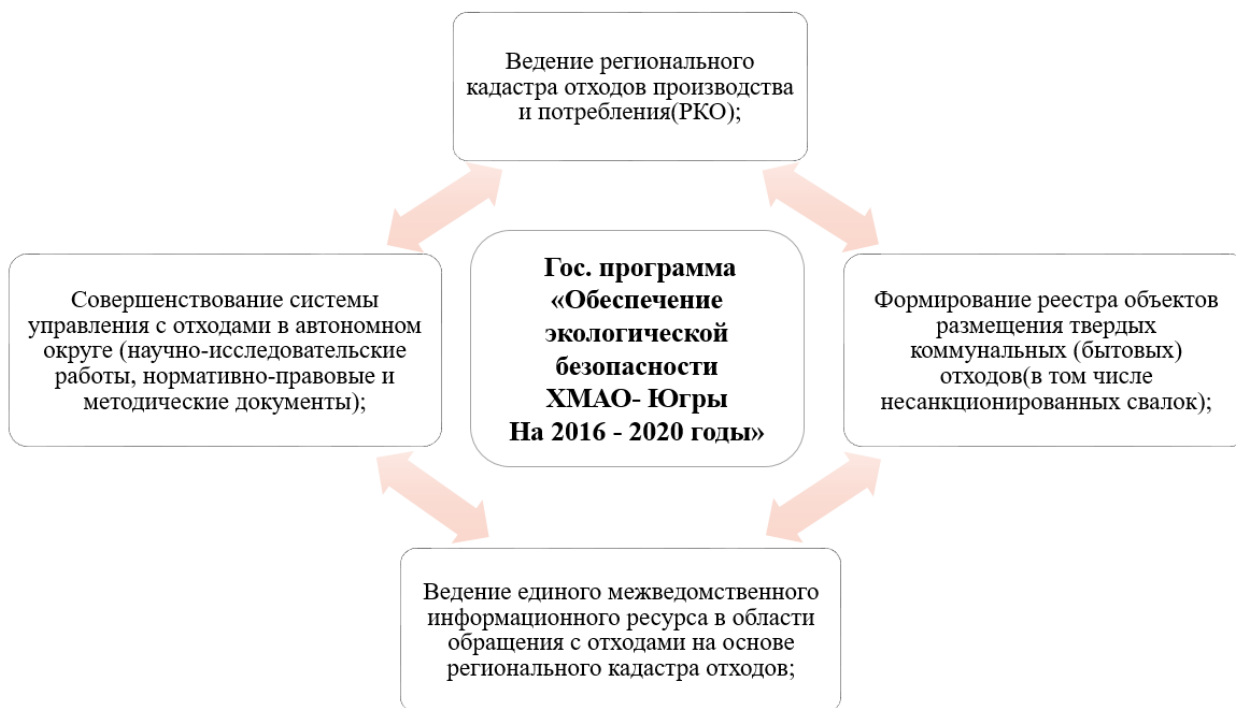 Ведение регионального
кадастра отходов производства
и потребления(РКО);
Совершенствование системы
управления с отходами в автономном
округе (научно-исследовательские
работы, нормативно-правовые и
методические документы);
Гос. программа
«Обеспечение
экологической
безопасности
ХМАО- Югры
На 2016 - 2020 годы»
Формирование реестра объектов
размещения твердых
коммунальных (бытовых)
отходов(в том числе
несанкционированных свалок);
Ведение единого межведомственного
информационного ресурса в области
обращения с отходами на основе
регионального кадастра отходов;